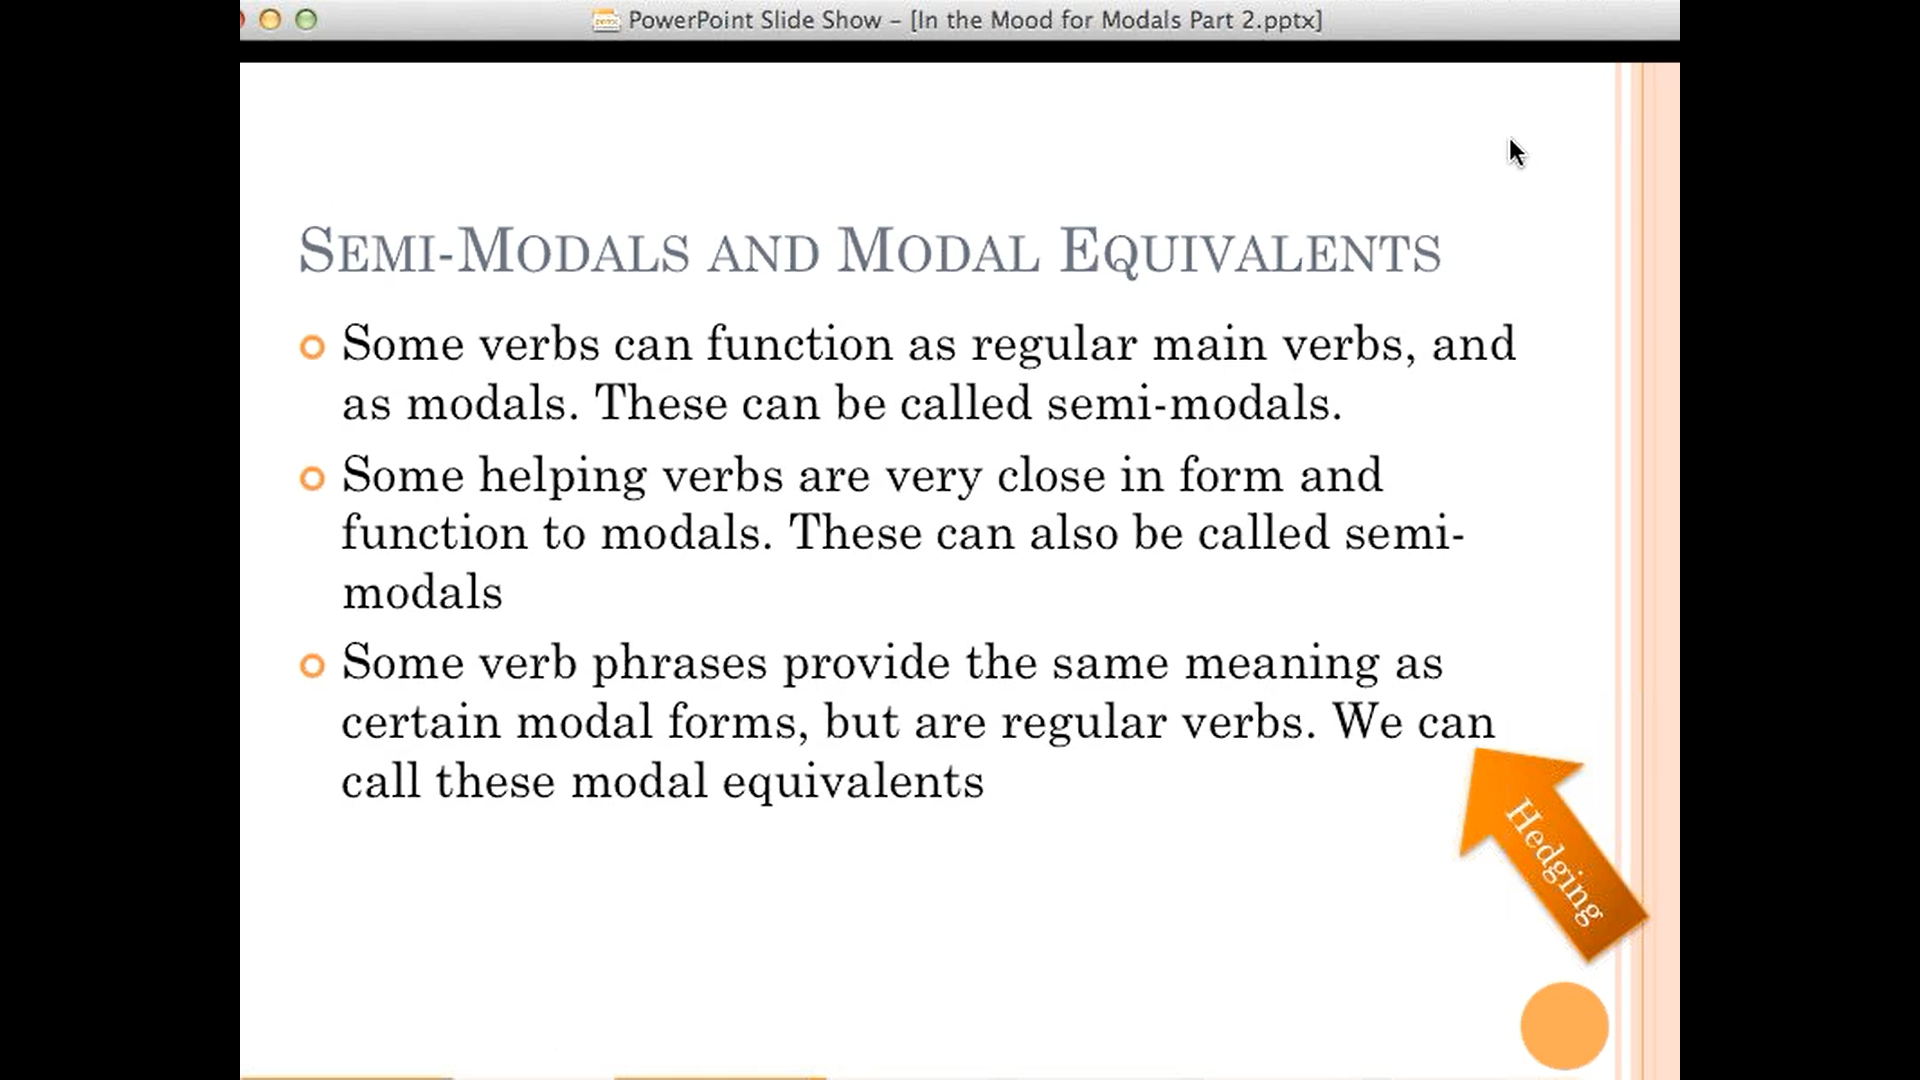 PowerPoint Slide Show – [In the Mood for Modals Part 2.pptx]
Semi-Modals and Modal Equivalents
Some verbs can function as regular main verbs, and
as modals. These can be called semi-modals.
Some helping verbs are very close in form and
function to modals. These can also be called semi-
modals
Some verb phrases provide the same meaning as
certain modal forms, but are regular verbs. We can
call these modal equivalents
Hedging